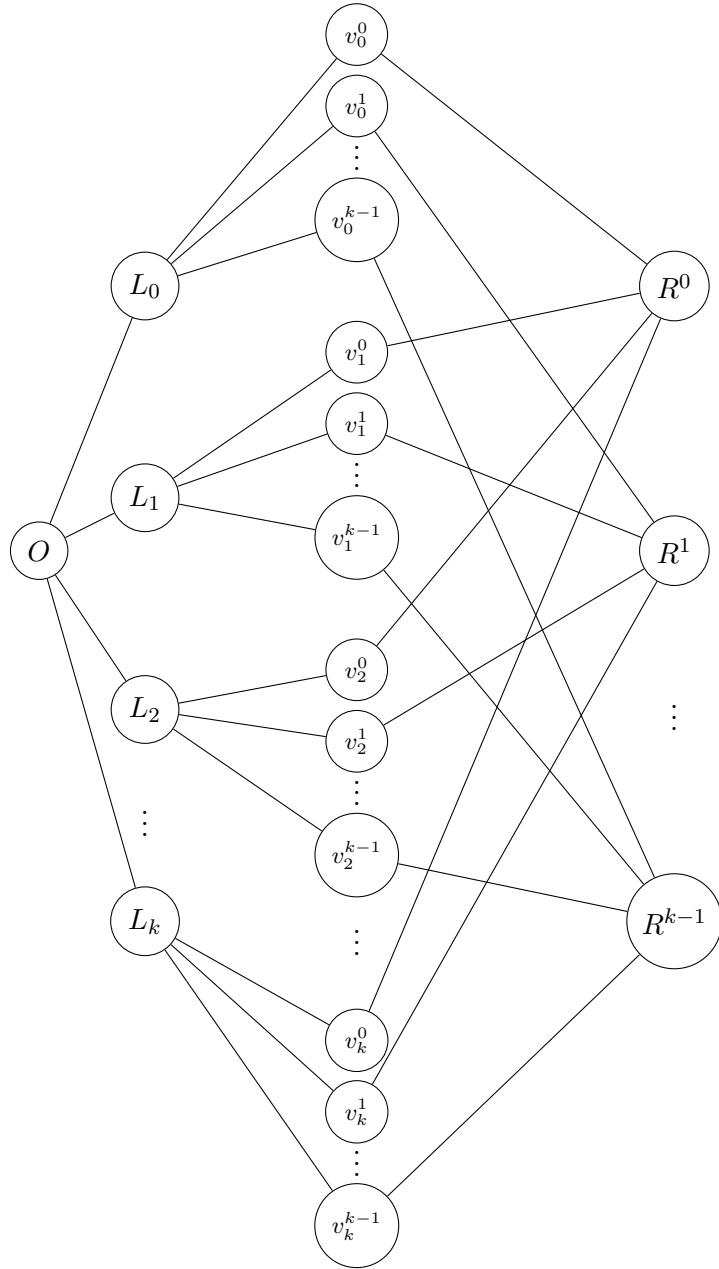 $v_0^0$
$v_0^1$
⋮
$v_0^{k-1}$
$L_0$
$R^0$
$v_1^0$
$v_1^1$
⋮
$L_1$
$v_1^{k-1}$
$O$
$R^1$
$v_2^0$
$L_2$
$v_2^1$
⋮
⋮
⋮
$v_2^{k-1}$
$L_k$
$R^{k-1}$
⋮
$v_k^0$
$v_k^1$
⋮
$v_k^{k-1}$